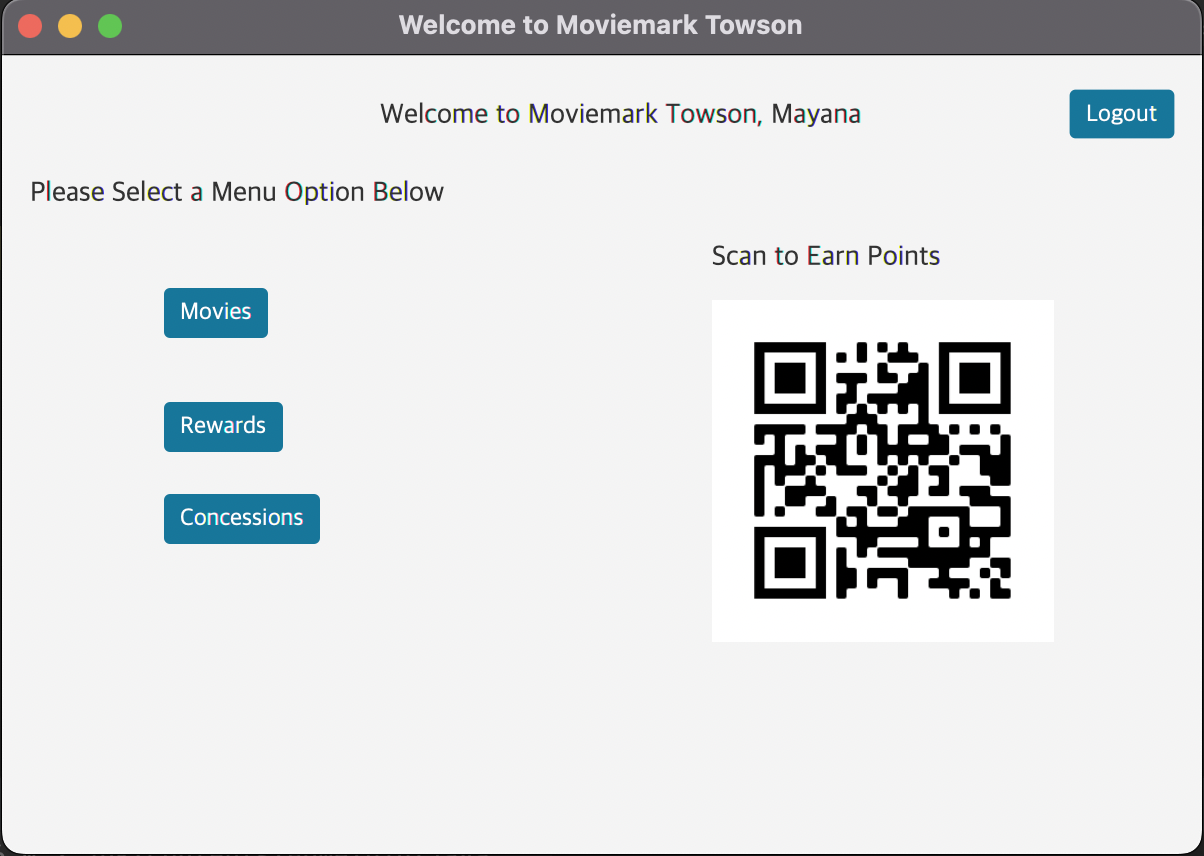 Welcome to Moviemark Towson
Welcome to Moviemark Towson, Mayana
Logout
Please Select a Menu Option Below
Scan to Earn Points
Movies
Rewards
Concessions